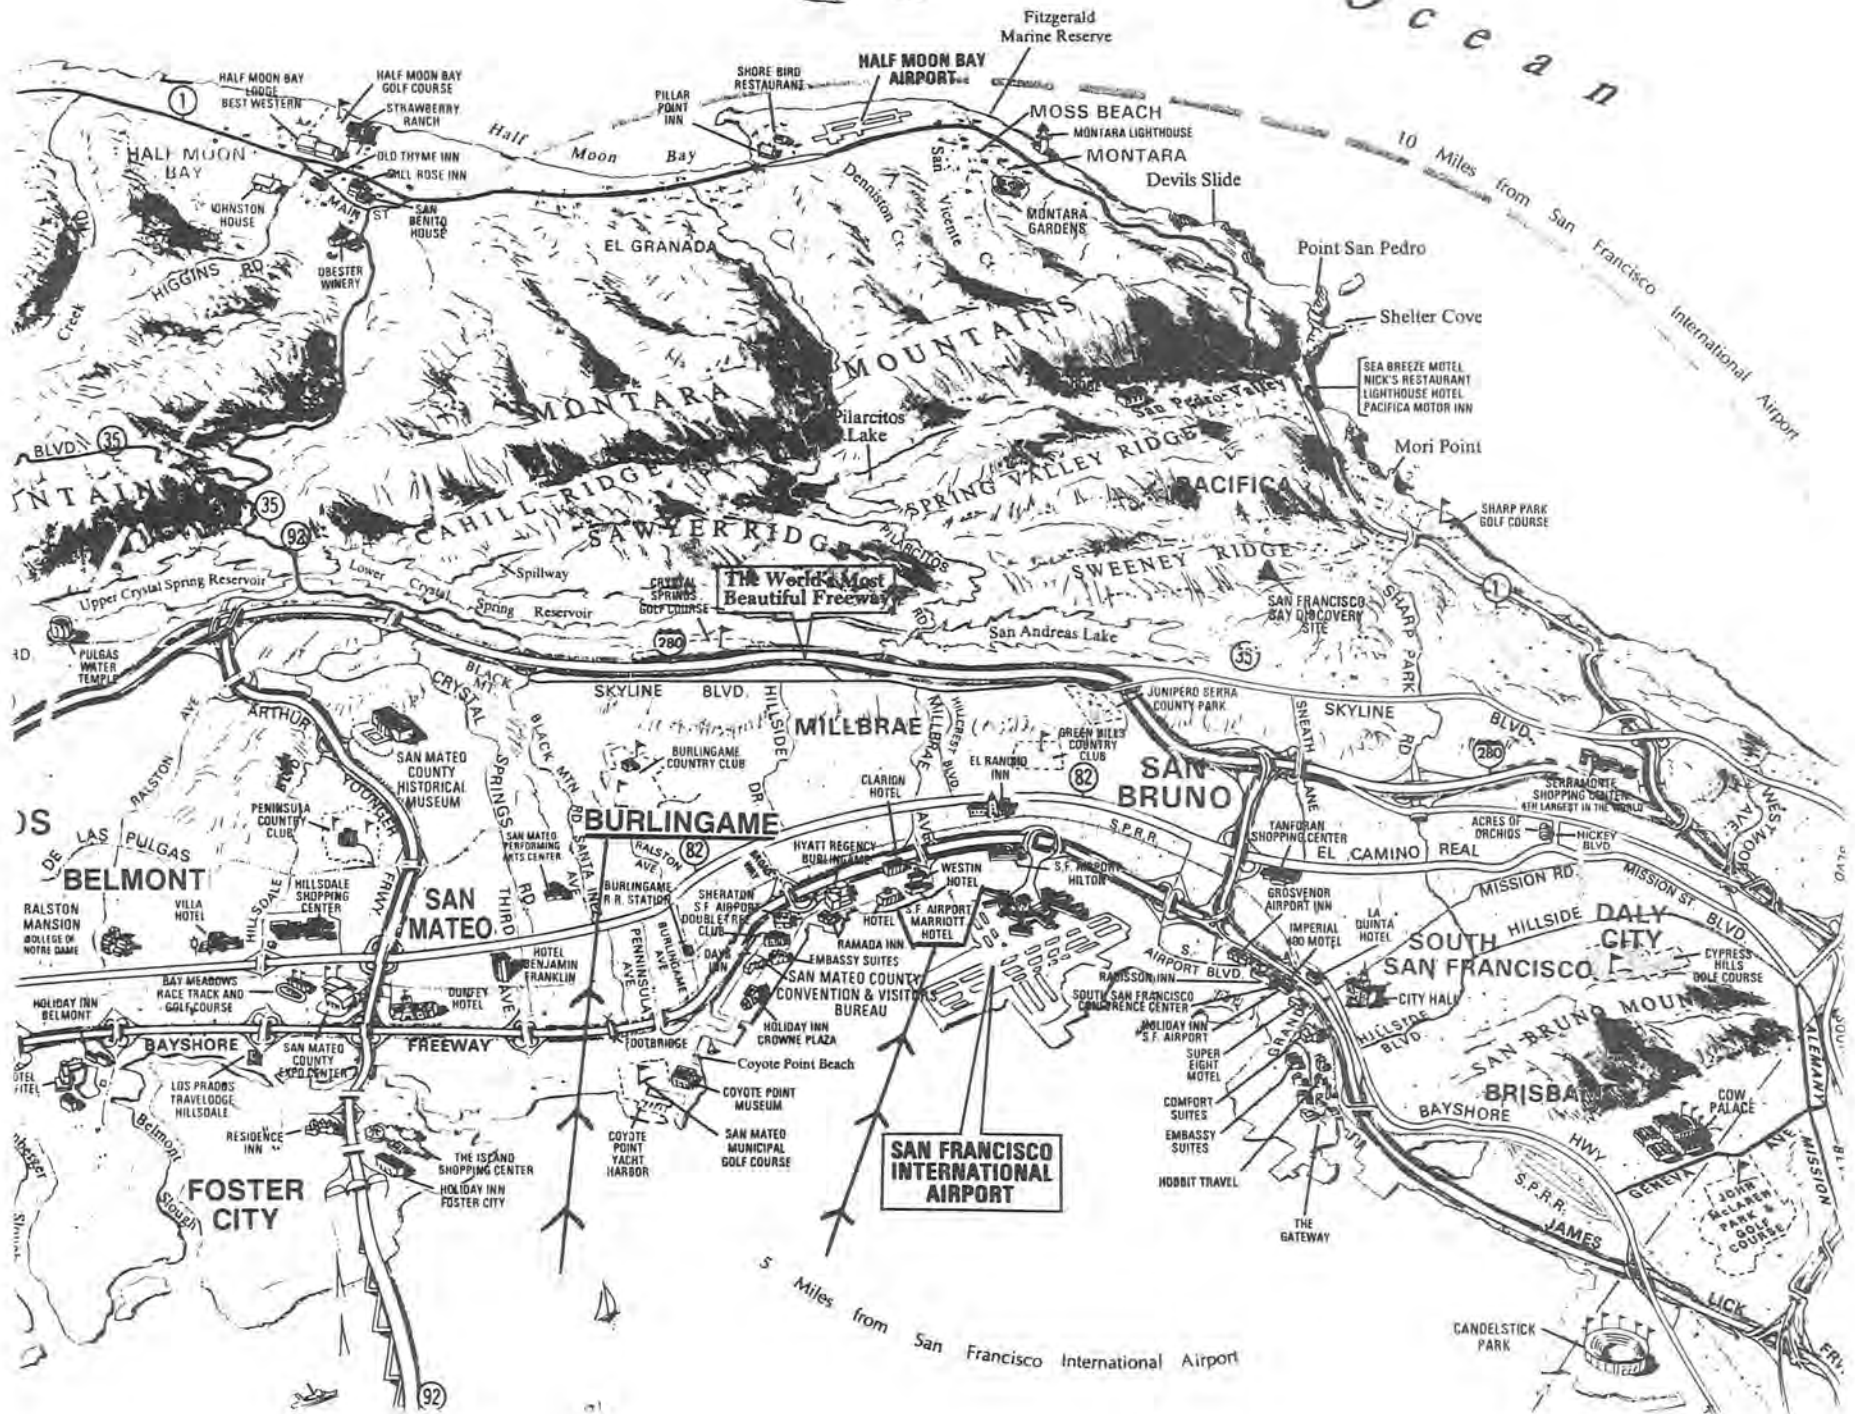 Ocean
Fitzgerald
Marine Reserve
HALF MOON BAY
AIRPORT
SHORE BIRD
RESTAURANT
PILLAR
POINT
INN
HALF MOON BAY
LODGE
BEST WESTERN
HALF MOON BAY
GOLF COURSE
STRAWBERRY
RANCH
1
Half Moon Bay
MOSS BEACH
MONTARA LIGHTHOUSE
MONTARA
Devils Slide
10 Miles from San Francisco International Airport
HALF MOON
BAY
OLD THYME INN
MILL ROSE INN
JOHNSTON
HOUSE
MAIN ST
SAN
BENITO
HOUSE
Denniston Cr.
San Vicente Cr.
MONTARA
GARDENS
EL GRANADA
HIGGINS RD
OBESTER
WINERY
RD
Creek
Point San Pedro
Shelter Cove
SEA BREEZE MOTEL
NICK'S RESTAURANT
LIGHTHOUSE HOTEL
PACIFICA MOTOR INN
MONTARA MOUNTAINS
San Pedro Valley
Pilarcitos
Lake
Mori Point
BLVD.
35
NTAIN
35
92
CAHILL RIDGE
SAWYER RIDGE
SPRING VALLEY RIDGE
PACIFICA
SHARP PARK
GOLF COURSE
PILARCITOS
RD
SWEENEY RIDGE
SAN FRANCISCO
BAY DISCOVERY
SITE
SHARP PARK RD
1
Upper Crystal Spring Reservoir
Lower Crystal Spring Reservoir
Spillway
CRYSTAL
SPRINGS
GOLF COURSE
The World's Most
Beautiful Freeway
San Andreas Lake
280
35
RD.
PULGAS
WATER
TEMPLE
BLACK
MT.
SKYLINE BLVD.
JUNIPERO SERRA
COUNTY PARK
SKYLINE BLVD.
280
ARTHUR YOUNGER FRWY
RALSTON AVE
CRYSTAL SPRINGS RD.
BLACK MTN RD.
HILLSIDE DR
MILLBRAE
MILLBRAE AVE
HILLCREST BLVD.
GREEN HILLS
COUNTRY
CLUB
SNEATH LANE
SAN MATEO
COUNTY
HISTORICAL
MUSEUM
BURLINGAME
COUNTRY CLUB
CLARION
HOTEL
EL RANCHO
INN
82
SAN
BRUNO
SERRAMONTE
SHOPPING CENTER
4TH LARGEST IN THE WORLD
WESTMOOR AVE
PENINSULA
COUNTRY
CLUB
OS
DE LAS PULGAS
BURLINGAME
82
S.P.R.R.
TANFORAN
SHOPPING CENTER
ACRES OF
ORCHIDS
HICKEY
BLVD
EL CAMINO REAL
SAN MATEO
PERFORMING
ARTS CENTER
SANTA INEZ AVE
RALSTON
AVE
HYATT REGENCY
BURLINGAME
WESTIN
HOTEL
S.F. AIRPORT
HILTON
MISSION RD
MISSION ST.
BELMONT
VILLA
HOTEL
HILLSDALE
HILLSDALE
SHOPPING
CENTER
SAN
MATEO
THIRD AVE
BURLINGAME
R.R. STATION
SHERATON
S.F. AIRPORT
DOUBLETREE
CLUB
HOTEL
S.F. AIRPORT
MARRIOTT
HOTEL
GROSVENOR
AIRPORT INN
IMPERIAL
400 MOTEL
LA
QUINTA
HOTEL
HILLSIDE BLVD
DALY
CITY
RALSTON
MANSION
COLLEGE OF
NOTRE DAME
SOUTH
SAN FRANCISCO
CYPRESS
HILLS
GOLF COURSE
HOTEL
BENJAMIN
FRANKLIN
PENINSULA
AVE.
BURLINGAME
AVE
DAYS
INN
RAMADA INN
EMBASSY SUITES
SAN MATEO COUNTY
CONVENTION & VISITORS
BUREAU
S.
AIRPORT BLVD.
RADISSON INN
SOUTH SAN FRANCISCO
CONFERENCE CENTER
CITY HALL
BAY MEADOWS
RACE TRACK AND
GOLF COURSE
DUNFEY
HOTEL
HOLIDAY INN
BELMONT
BAYSHORE FREEWAY
FOOTBRIDGE
HOLIDAY INN
CROWNE PLAZA
HOLIDAY INN
S.F. AIRPORT
GRAND
HILLSIDE
BLVD.
SAN BRUNO MOUN
ALEMANY
SAN MATEO
COUNTY
EXPO CENTER
LOS PRADOS
TRAVELODGE
HILLSDALE
Coyote Point Beach
COYOTE POINT
MUSEUM
SUPER
EIGHT
MOTEL
COMFORT
SUITES
EMBASSY
SUITES
BRISBANE
BAYSHORE HWY
COW
PALACE
RESIDENCE
INN
Belmont Slough
THE ISLAND
SHOPPING CENTER
HOLIDAY INN
FOSTER CITY
COYOTE
POINT
YACHT
HARBOR
SAN MATEO
MUNICIPAL
GOLF COURSE
SAN FRANCISCO
INTERNATIONAL
AIRPORT
HOBBIT TRAVEL
THE
GATEWAY
GENEVA AVE
MISSION
FOSTER
CITY
S.P.R.R.
JOHN
McLAREN
PARK &
GOLF
COURSE
JAMES LICK FRWY
5 Miles from San Francisco International Airport
CANDELSTICK
PARK
92